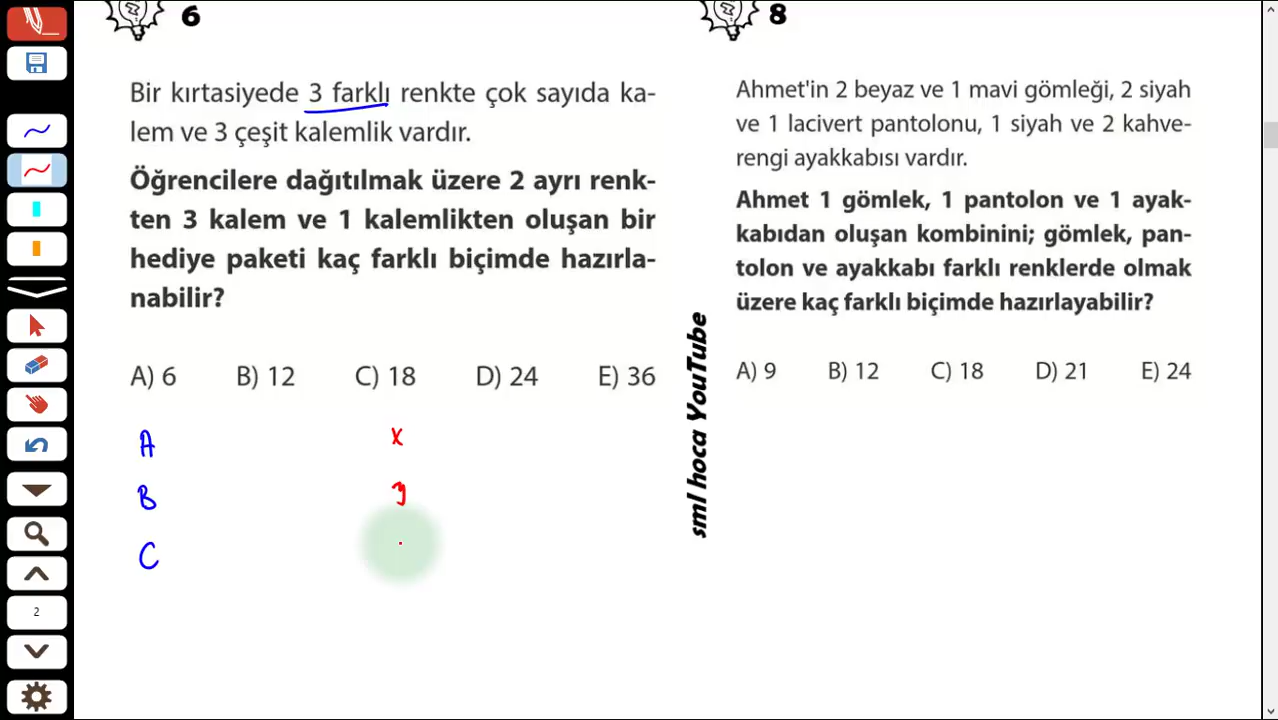 6
Bir kırtasiyede 3 farklı renkte çok sayıda ka-
lem ve 3 çeşit kalemlik vardır.
Öğrencilere dağıtılmak üzere 2 ayrı renk-
ten 3 kalem ve 1 kalemlikten oluşan bir
hediye paketi kaç farklı biçimde hazırla-
nabilir?
A) 6 B) 12 C) 18 D) 24 E) 36
A x
B y
C
sml hoca YouTube
8
Ahmet'in 2 beyaz ve 1 mavi gömleği, 2 siyah
ve 1 lacivert pantolonu, 1 siyah ve 2 kahve-
rengi ayakkabısı vardır.
Ahmet 1 gömlek, 1 pantolon ve 1 ayak-
kabıdan oluşan kombinini; gömlek, pan-
tolon ve ayakkabı farklı renklerde olmak
üzere kaç farklı biçimde hazırlayabilir?
A) 9 B) 12 C) 18 D) 21 E) 24
2